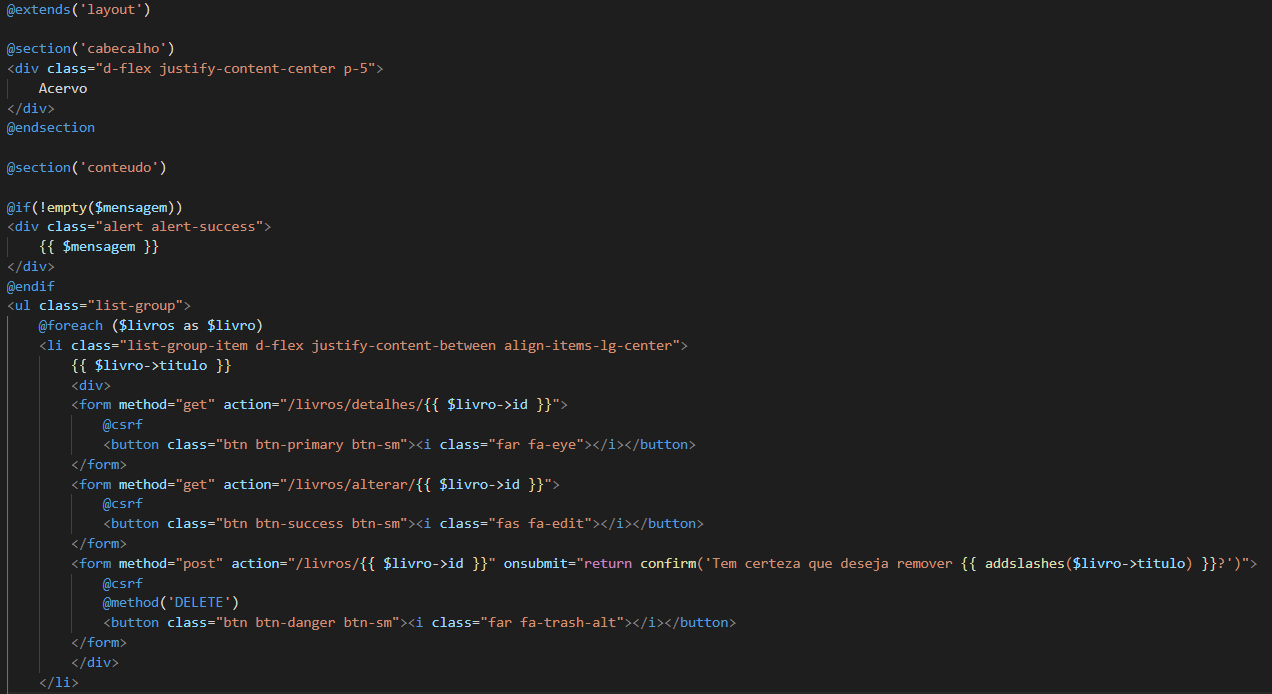 @extends('layout')
@section('cabecalho')
<div class="d-flex justify-content-center p-5">
Acervo
</div>
@endsection
@section('conteudo')
@if(!empty($mensagem))
<div class="alert alert-success">
{{ $mensagem }}
</div>
@endif
<ul class="list-group">
@foreach ($livros as $livro)
<li class="list-group-item d-flex justify-content-between align-items-lg-center">
{{ $livro->titulo }}
<div>
<form method="get" action="/livros/detalhes/{{ $livro->id }}">
@csrf
<button class="btn btn-primary btn-sm"><i class="far fa-eye"></i></button>
</form>
<form method="get" action="/livros/alterar/{{ $livro->id }}">
@csrf
<button class="btn btn-success btn-sm"><i class="fas fa-edit"></i></button>
</form>
<form method="post" action="/livros/{{ $livro->id }}" onsubmit="return confirm('Tem certeza que deseja remover {{ addslashes($livro->titulo) }}?')">
@csrf
@method('DELETE')
<button class="btn btn-danger btn-sm"><i class="far fa-trash-alt"></i></button>
</form>
</div>
</li>